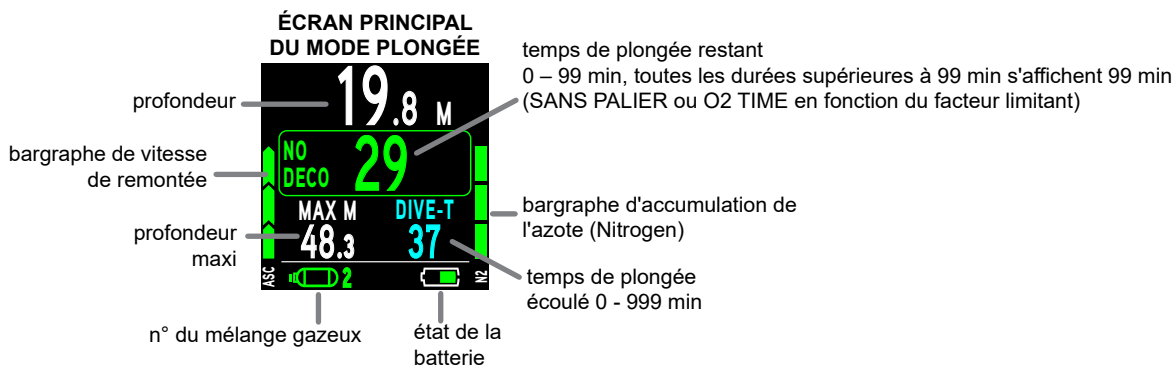 ÉCRAN PRINCIPAL
DU MODE PLONGÉE
temps de plongée restant
0 – 99 min, toutes les durées supérieures à 99 min s'affichent 99 min
(SANS PALIER ou O2 TIME en fonction du facteur limitant)
profondeur
19.8 M
bargraphe de vitesse
de remontée
NO
DECO
29
MAX M
DIVE-T
48.3
37
profondeur
maxi
bargraphe d'accumulation de
l'azote (Nitrogen)
ASC
2
N2
temps de plongée
écoulé 0 - 999 min
n° du mélange gazeux
état de la
batterie